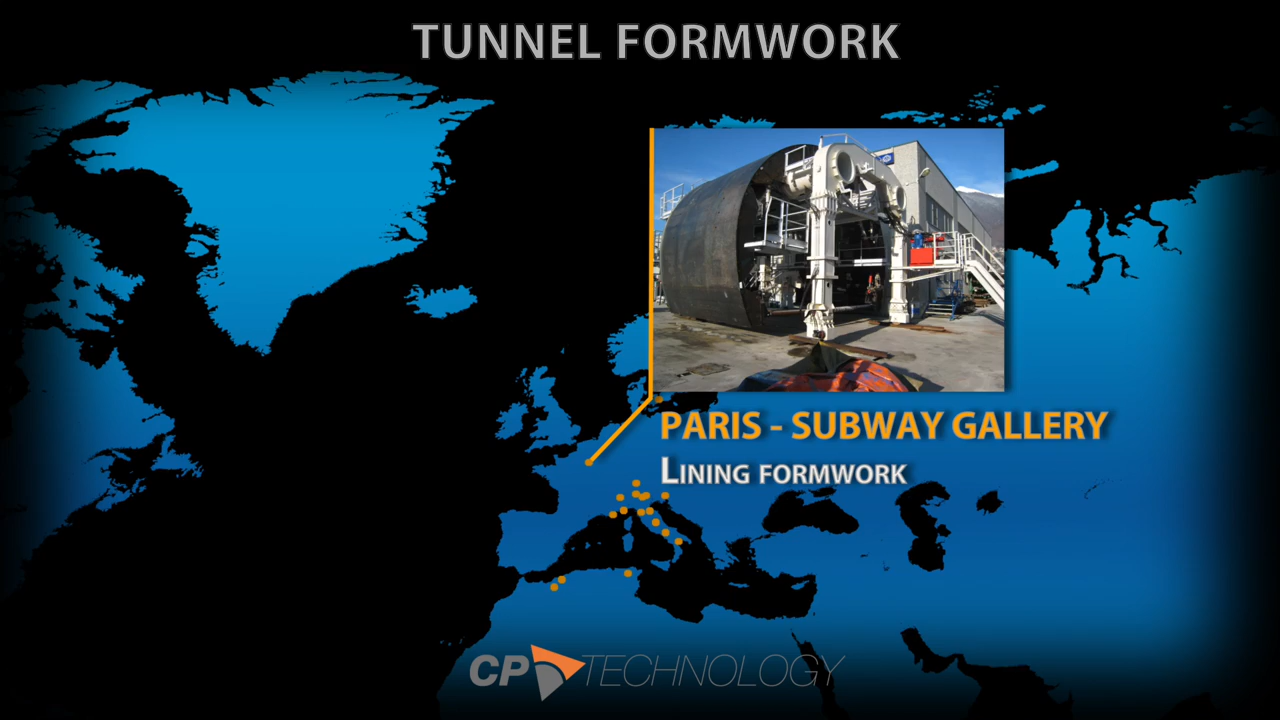 TUNNEL FORMWORK
PARIS - SUBWAY GALLERY
LINING FORMWORK
CP TECHNOLOGY